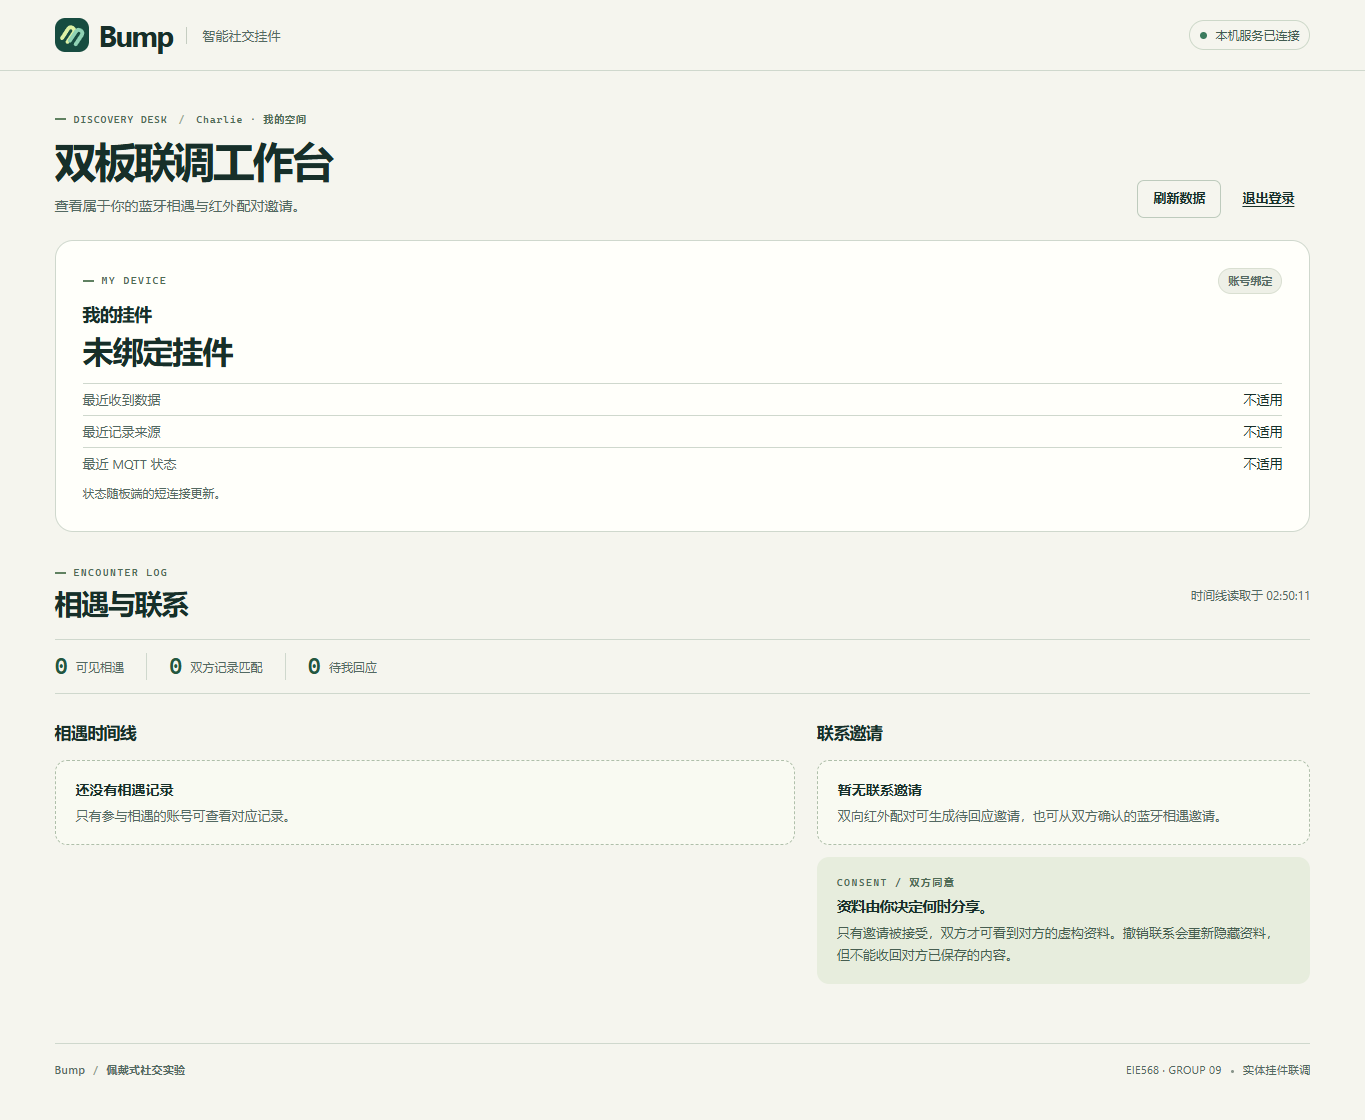 Bump
智能社交挂件
本机服务已连接
DISCOVERY DESK / Charlie · 我的空间
双板联调工作台
查看属于你的蓝牙相遇与红外配对邀请。
刷新数据
退出登录
MY DEVICE
账号绑定
我的挂件
未绑定挂件
最近收到数据
不适用
最近记录来源
不适用
最近 MQTT 状态
不适用
状态随板端的短连接更新。
ENCOUNTER LOG
相遇与联系
时间线读取于 02:50:11
0 可见相遇
0 双方记录匹配
0 待我回应
相遇时间线
还没有相遇记录
只有参与相遇的账号可查看对应记录。
联系邀请
暂无联系邀请
双向红外配对可生成待回应邀请，也可从双方确认的蓝牙相遇邀请。
CONSENT / 双方同意
资料由你决定何时分享。
只有邀请被接受，双方才可看到对方的虚构资料。撤销联系会重新隐藏资料，
但不能收回对方已保存的内容。
Bump / 佩戴式社交实验
EIE568 · GROUP 09 • 实体挂件联调